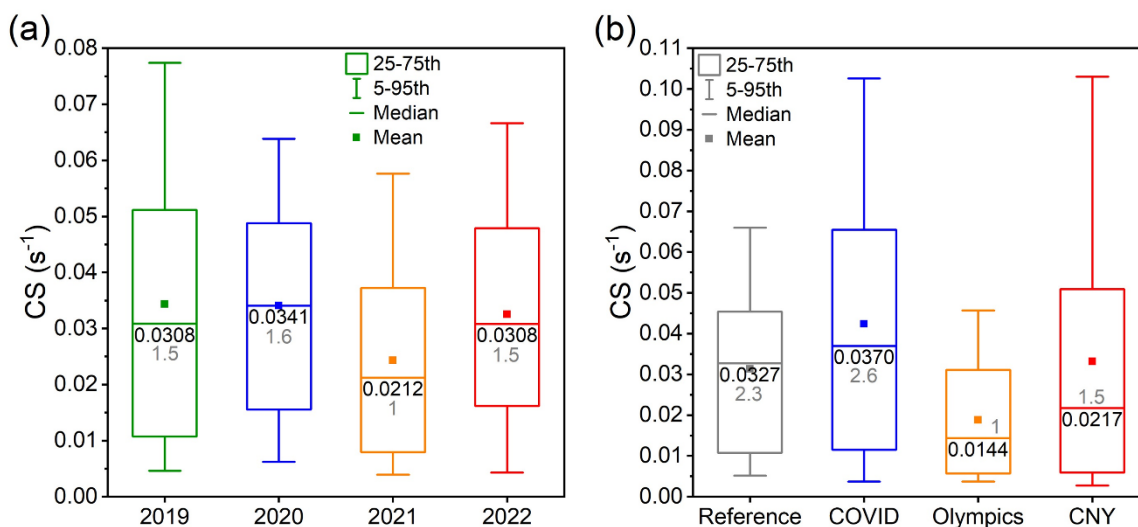 (a)
0.08
0.07
0.06
0.05
0.04
0.03
0.02
0.01
0.00
CS (s⁻¹)
25-75th
5-95th
Median
Mean
0.0308
1.5
0.0341
1.6
0.0212
1
0.0308
1.5
2019 2020 2021 2022
(b)
0.11
0.10
0.09
0.08
0.07
0.06
0.05
0.04
0.03
0.02
0.01
0.00
CS (s⁻¹)
25-75th
5-95th
Median
Mean
0.0327
2.3
0.0370
2.6
1
0.0144
1.5
0.0217
Reference COVID Olympics CNY